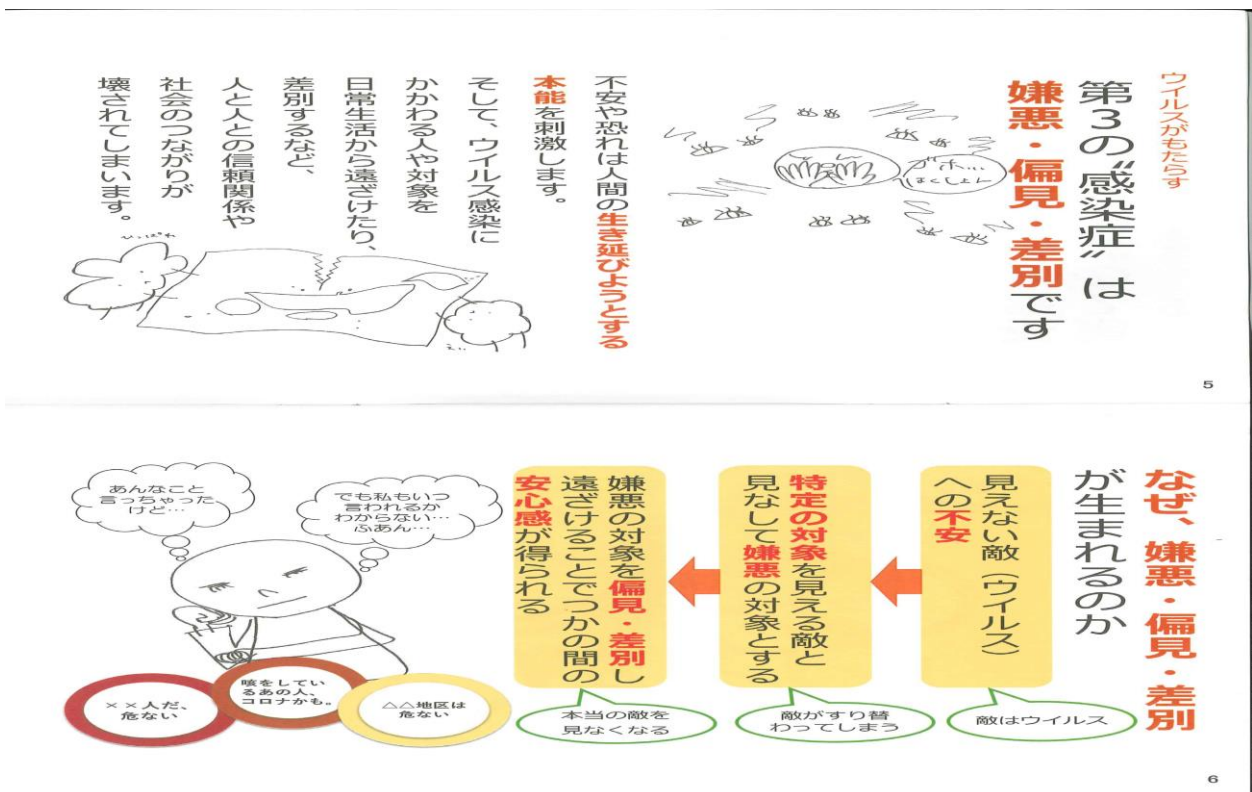 ウイルスがもたらす
第3の〝感染症〟は
嫌悪・偏見・差別です
ガホ…
はくしょん
不安や恐れは人間の生き延びようとする
本能を刺激します。
そして、ウイルス感染に
かかわる人や対象を
日常生活から遠ざけたり、
差別するなど、
人と人との信頼関係や
社会のつながりが
壊されてしまいます。
5
なぜ、嫌悪・偏見・差別
が生まれるのか
見えない敵（ウイルス）
への不安
敵はウイルス
特定の対象を見える敵と
見なして嫌悪の対象とする
敵がすり替
わってしまう
嫌悪の対象を偏見・差別し
遠ざけることでつかの間の
安心感が得られる
本当の敵を
見なくなる
でも私もいつ
言われるか
わからない…
ふあん…
あんなこと
言っちゃった
けど…
△△地区は
危ない
咳をしてい
るあの人、
コロナかも。
××人だ、
危ない
6